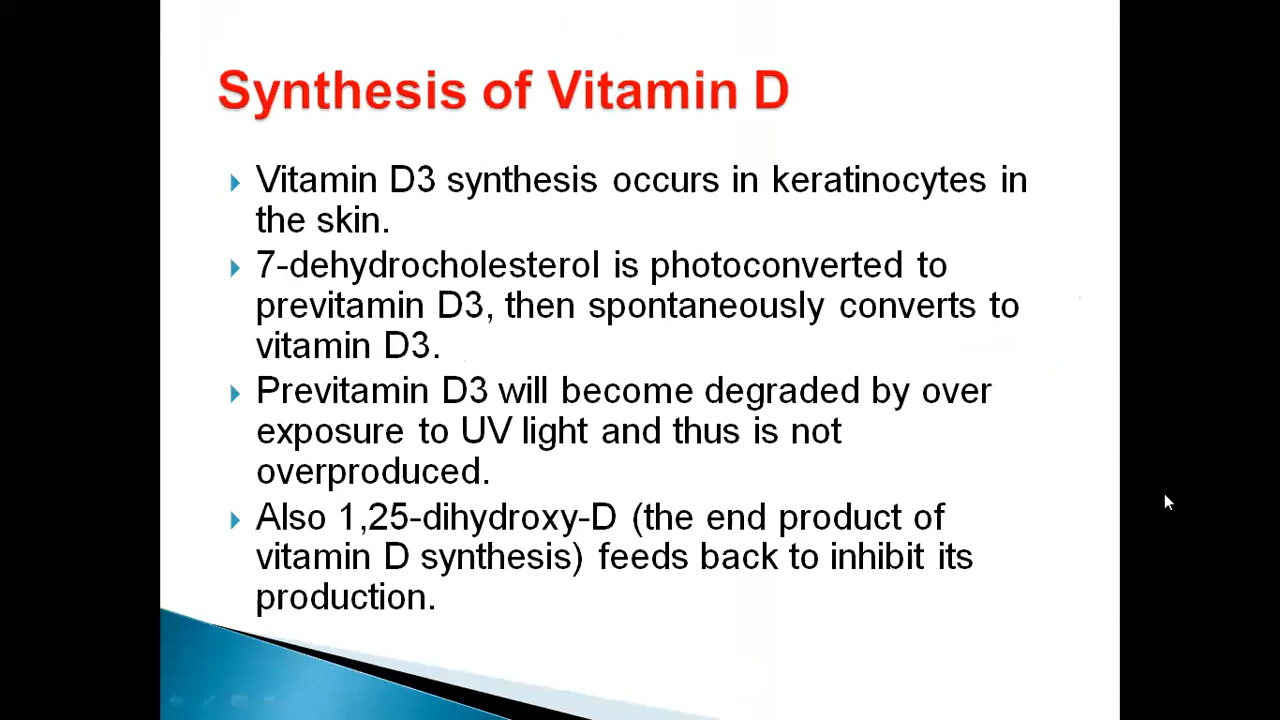 Synthesis of Vitamin D
Vitamin D3 synthesis occurs in keratinocytes in
the skin.
7-dehydrocholesterol is photoconverted to
previtamin D3, then spontaneously converts to
vitamin D3.
Previtamin D3 will become degraded by over
exposure to UV light and thus is not
overproduced.
Also 1,25-dihydroxy-D (the end product of
vitamin D synthesis) feeds back to inhibit its
production.